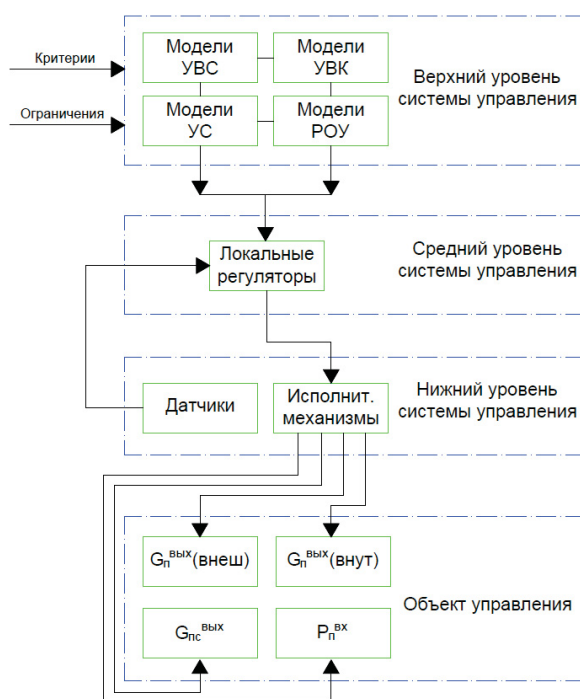 Критерии
Ограничения
Модели
УВС
Модели
УВК
Модели
УС
Модели
РОУ
Верхний уровень
системы управления
Локальные
регуляторы
Средний уровень
системы управления
Датчики
Исполнит.
механизмы
Нижний уровень
системы управления
Gпвых(внеш)
Gпвых(внут)
Gпсвых
Pпвх
Объект управления